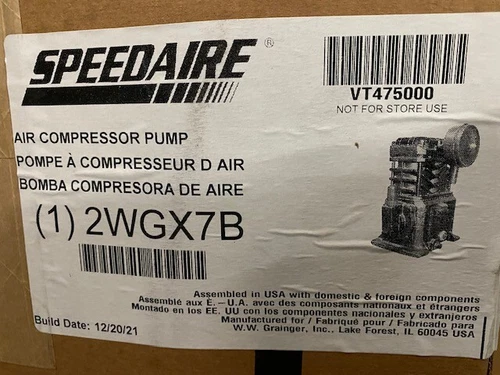 SPEEDAIRE®
VT475000
NOT FOR STORE USE
AIR COMPRESSOR PUMP
POMPE À COMPRESSEUR D AIR
BOMBA COMPRESORA DE AIRE
(1) 2WGX7B
Assembled in USA with domestic & foreign components
Assemblé aux E.-U.A. avec des composants nationaux et étrangers
Montado en los EE. UU con los componentes nacionales y extranjeros
Manufactured for / Fabriqué pour / Fabricado para
Build Date: 12/20/21
W.W. Grainger, Inc., Lake Forest, IL 60045 USA